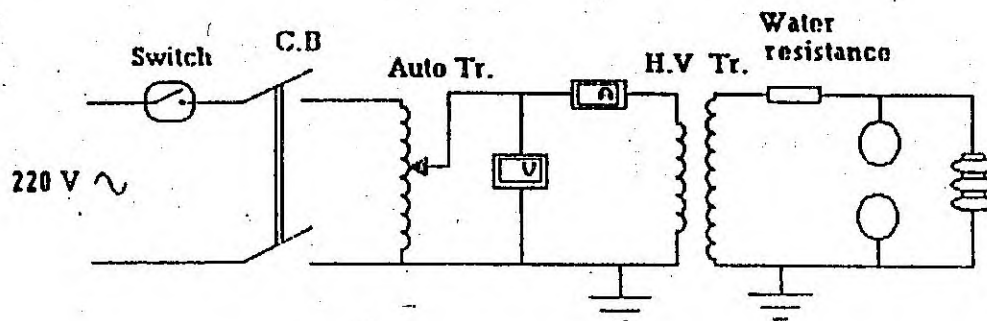 Water
resistance
C.B
Switch
Auto Tr.
H.V Tr.
A
V
220 V ~